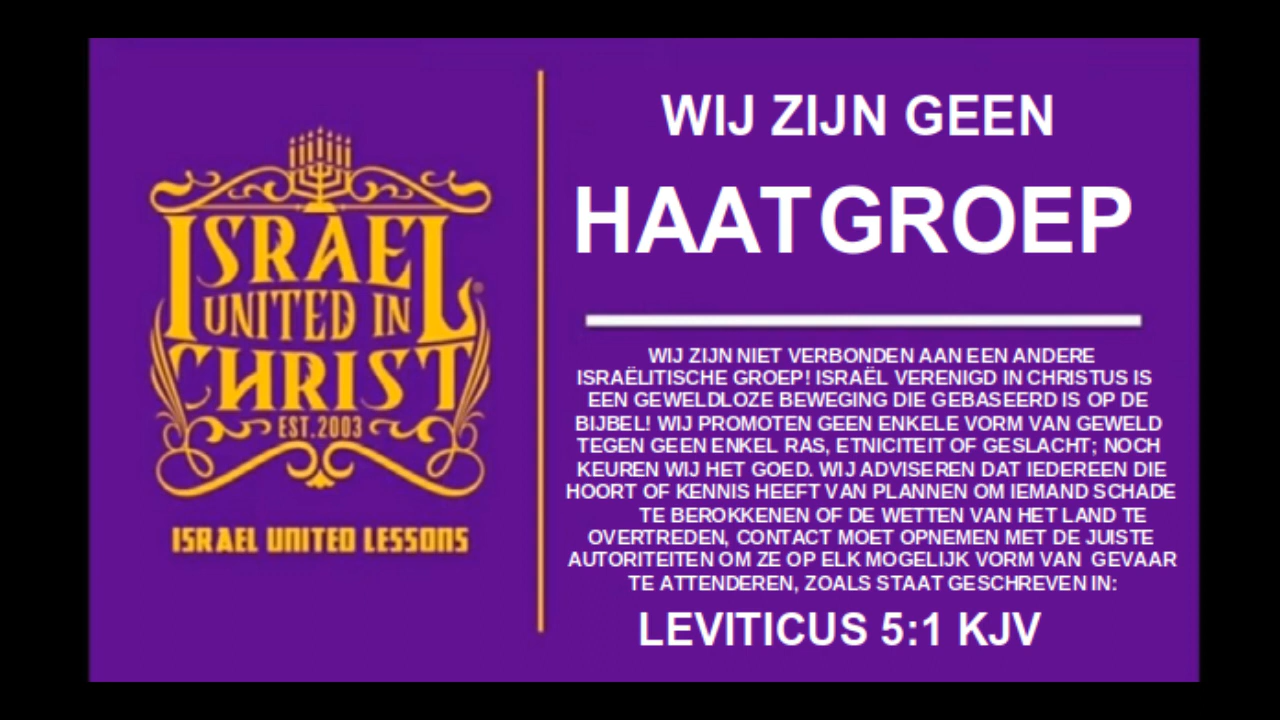 ISRAEL
UNITED IN
CHRIST
EST. 2003
ISRAEL UNITED LESSONS
WIJ ZIJN GEEN
HAATGROEP
WIJ ZIJN NIET VERBONDEN AAN EEN ANDERE
ISRAËLITISCHE GROEP! ISRAËL VERENIGD IN CHRISTUS IS
EEN GEWELDLOZE BEWEGING DIE GEBASEERD IS OP DE
BIJBEL! WIJ PROMOTEN GEEN ENKELE VORM VAN GEWELD
TEGEN GEEN ENKEL RAS, ETNICITEIT OF GESLACHT; NOCH
KEUREN WIJ HET GOED. WIJ ADVISEREN DAT IEDEREEN DIE
HOORT OF KENNIS HEEFT VAN PLANNEN OM IEMAND SCHADE
TE BEROKKENEN OF DE WETTEN VAN HET LAND TE
OVERTREDEN, CONTACT MOET OPNEMEN MET DE JUISTE
AUTORITEITEN OM ZE OP ELK MOGELIJK VORM VAN GEVAAR
TE ATTENDEREN, ZOALS STAAT GESCHREVEN IN:
LEVITICUS 5:1 KJV